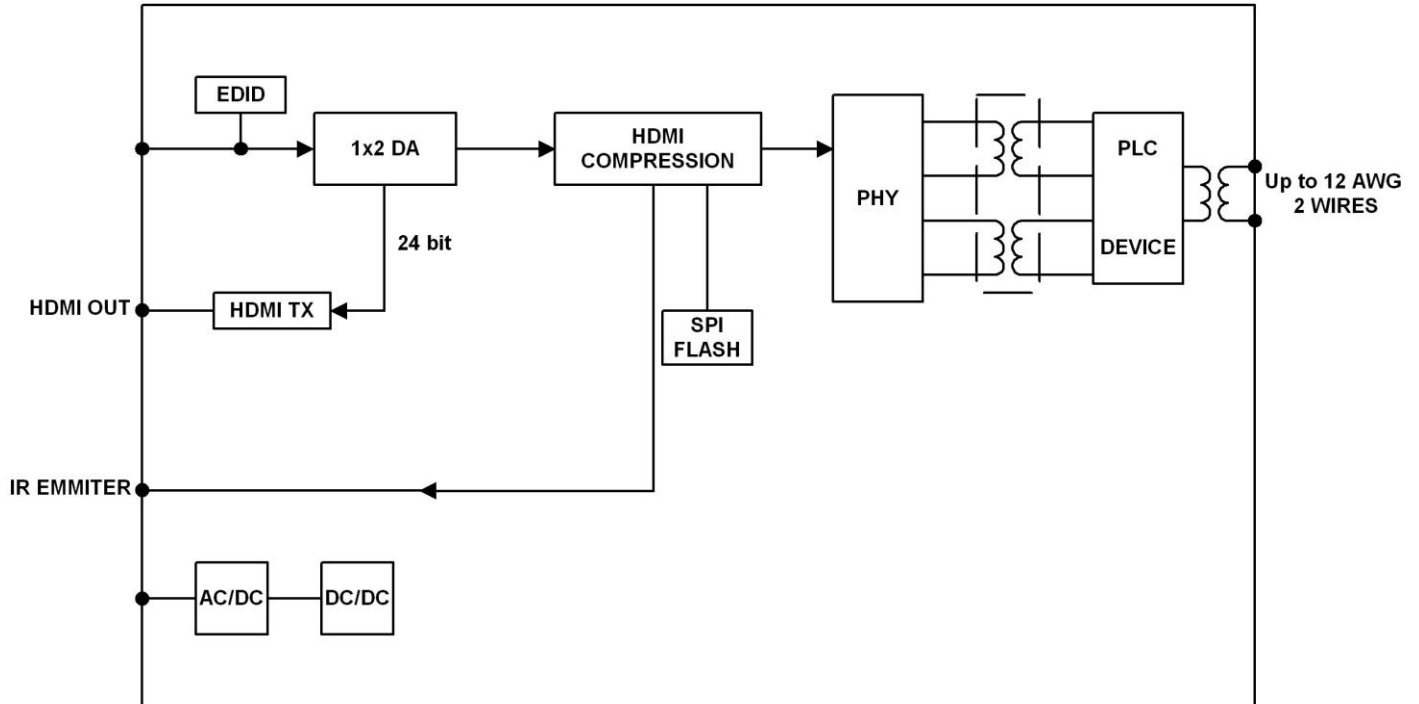 EDID
1x2 DA
HDMI
COMPRESSION
PHY
PLC
DEVICE
Up to 12 AWG
2 WIRES
24 bit
HDMI OUT
HDMI TX
SPI
FLASH
IR EMMITER
AC/DC
DC/DC